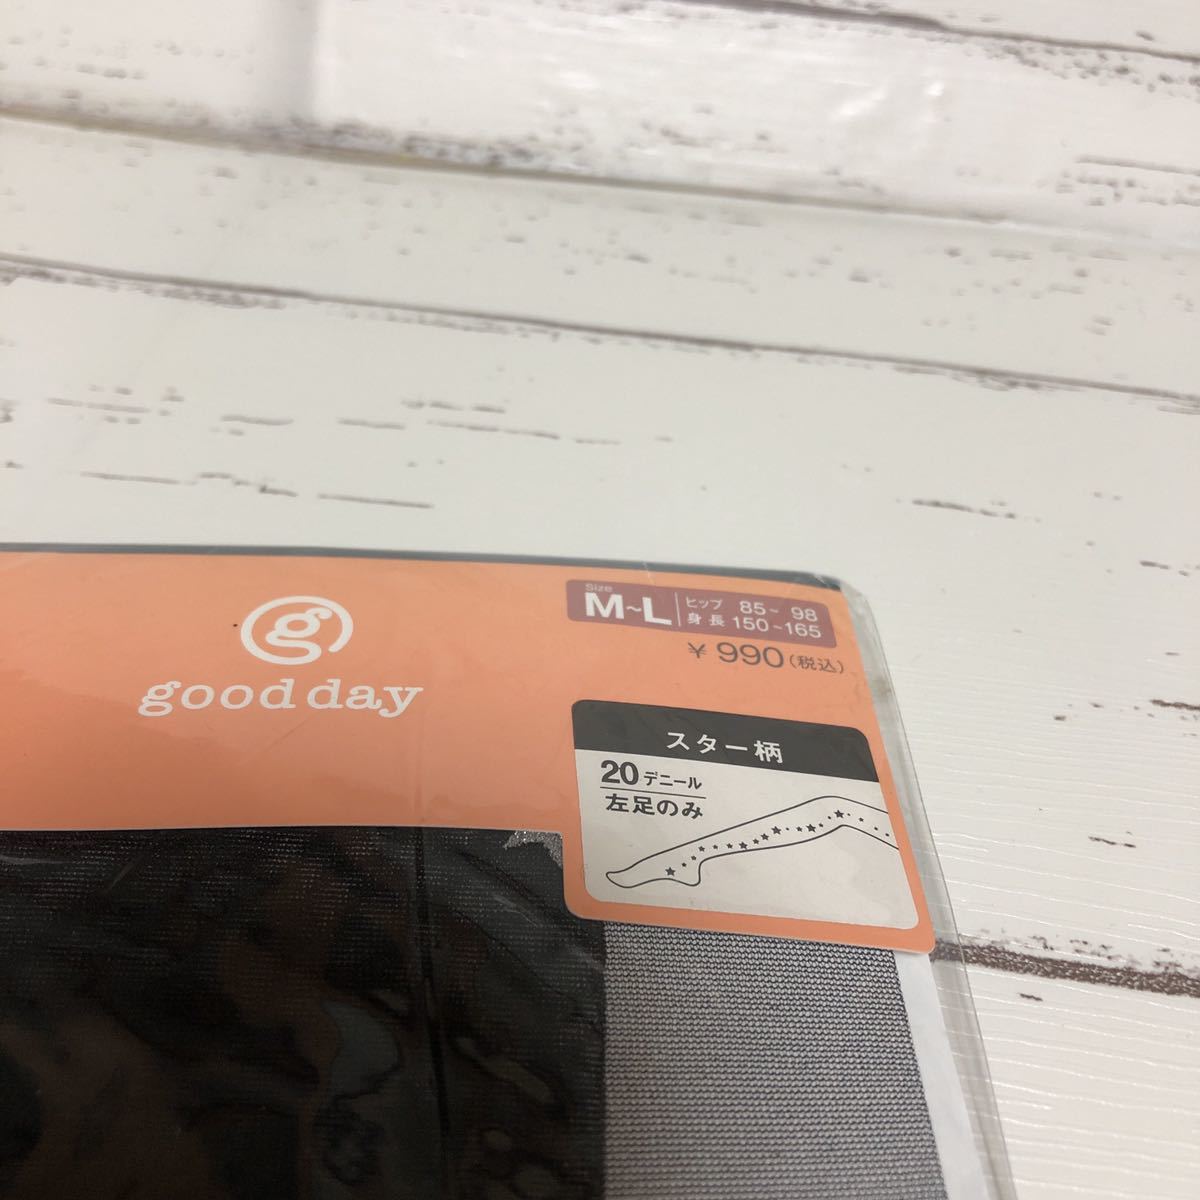 g
good day
Size
M~L
ヒップ 85~98
身長 150~165
¥990(税込)
スター柄
20デニール
左足のみ